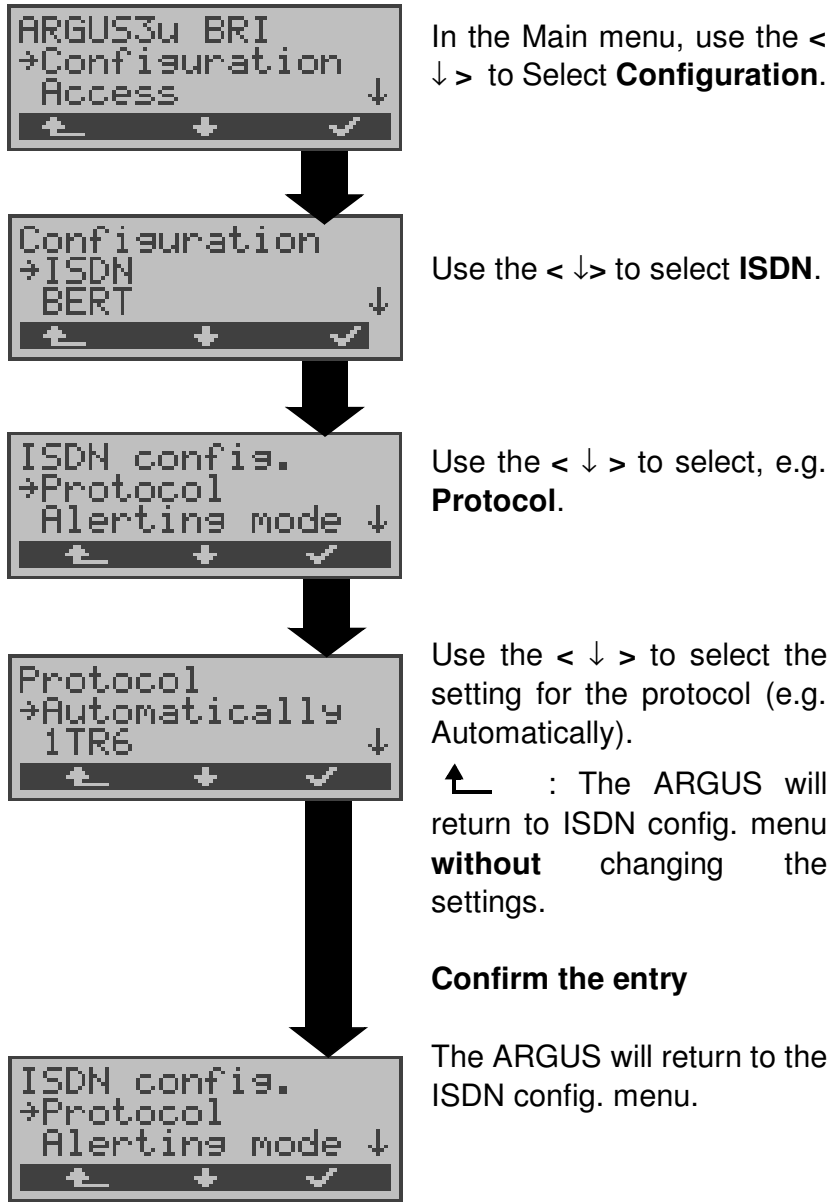 ARGUS3u BRI
→Configuration
Access ↓
In the Main menu, use the <
↓ > to Select Configuration.
Configuration
→ISDN
BERT ↓
Use the < ↓> to select ISDN.
ISDN config.
→Protocol
Alerting mode ↓
Use the < ↓ > to select, e.g.
Protocol.
Protocol
→Automatically
1TR6 ↓
Use the < ↓ > to select the
setting for the protocol (e.g.
Automatically).
: The ARGUS will
return to ISDN config. menu
without changing the
settings.
Confirm the entry
ISDN config.
→Protocol
Alerting mode ↓
The ARGUS will return to the
ISDN config. menu.